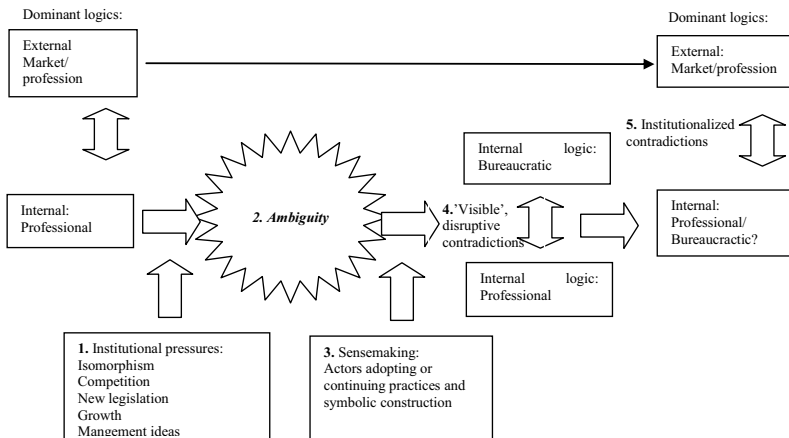 Dominant logics:
Dominant logics:
External
Market/
profession
External:
Market/profession
5. Institutionalized
contradictions
Internal logic:
Bureaucratic
Internal:
Professional
2. Ambiguity
4.'Visible',
disruptive
contradictions
Internal:
Professional/
Bureaucractic?
Internal logic:
Professional
1. Institutional pressures:
Isomorphism
Competition
New legislation
Growth
Mangement ideas
3. Sensemaking:
Actors adopting or
continuing practices and
symbolic construction